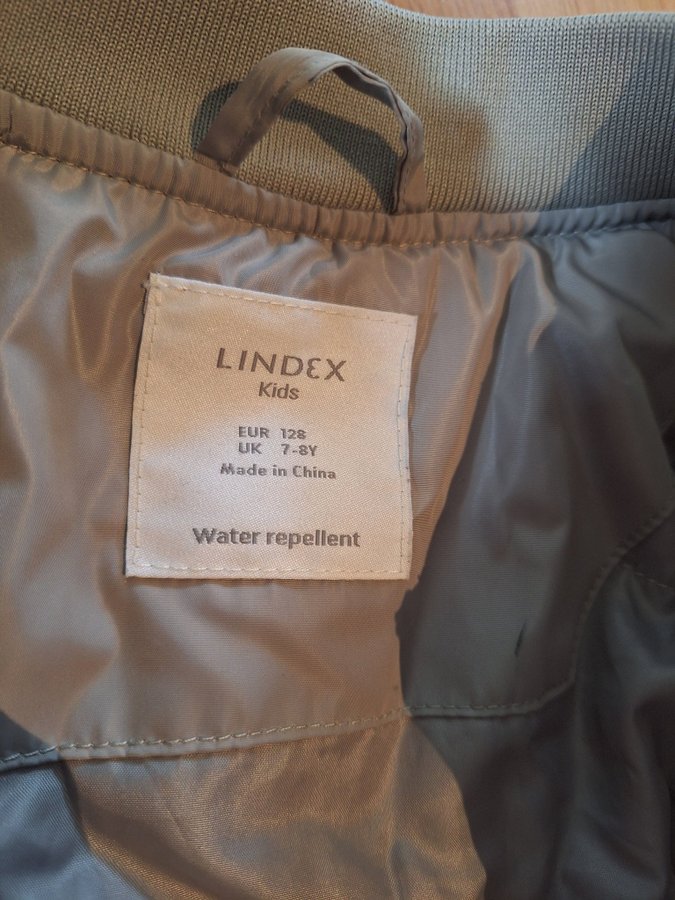 LINDEX
Kids
EUR 128
UK 7-8Y
Made in China
Water repellent